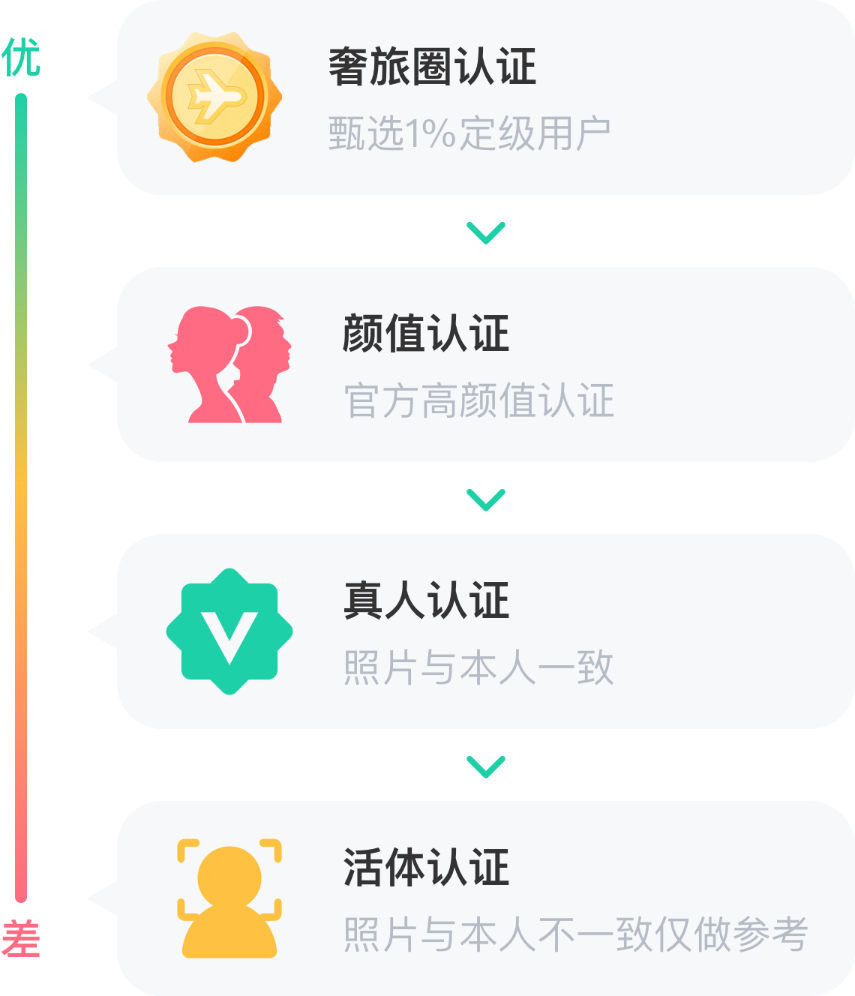 优
奢旅圈认证
甄选1%定级用户
颜值认证
官方高颜值认证
真人认证
照片与本人一致
活体认证
照片与本人不一致仅做参考
差